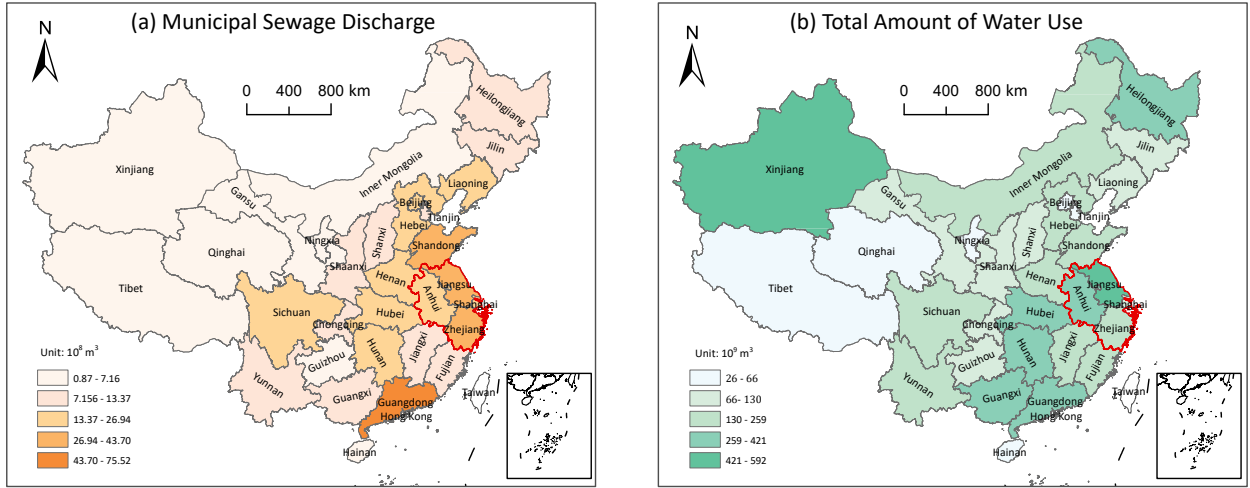 (a) Municipal Sewage Discharge
N
0 400 800 km
Heilongjiang
Jilin
Xinjiang
Inner Mongolia
Liaoning
Gansu
Beijing
Tianjin
Hebei
Ningxia
Shanxi
Qinghai
Shandong
Shaanxi
Henan
Jiangsu
Tibet
Anhui
Shanghai
Sichuan
Hubei
Chongqing
Zhejiang
Hunan
Jiangxi
Guizhou
Fujian
Yunnan
Guangxi
Guangdong
Taiwan
Hong Kong
Hainan
Unit: 10⁸ m³
0.87 - 7.16
7.156 - 13.37
13.37 - 26.94
26.94 - 43.70
43.70 - 75.52
(b) Total Amount of Water Use
N
0 400 800 km
Heilongjiang
Jilin
Xinjiang
Inner Mongolia
Liaoning
Gansu
Beijing
Tianjin
Hebei
Ningxia
Shanxi
Qinghai
Shandong
Shaanxi
Henan
Jiangsu
Tibet
Anhui
Shanghai
Sichuan
Hubei
Chongqing
Zhejiang
Hunan
Jiangxi
Guizhou
Fujian
Yunnan
Guangxi
Guangdong
Taiwan
Hong Kong
Hainan
Unit: 10⁹ m³
26 - 66
66 - 130
130 - 259
259 - 421
421 - 592